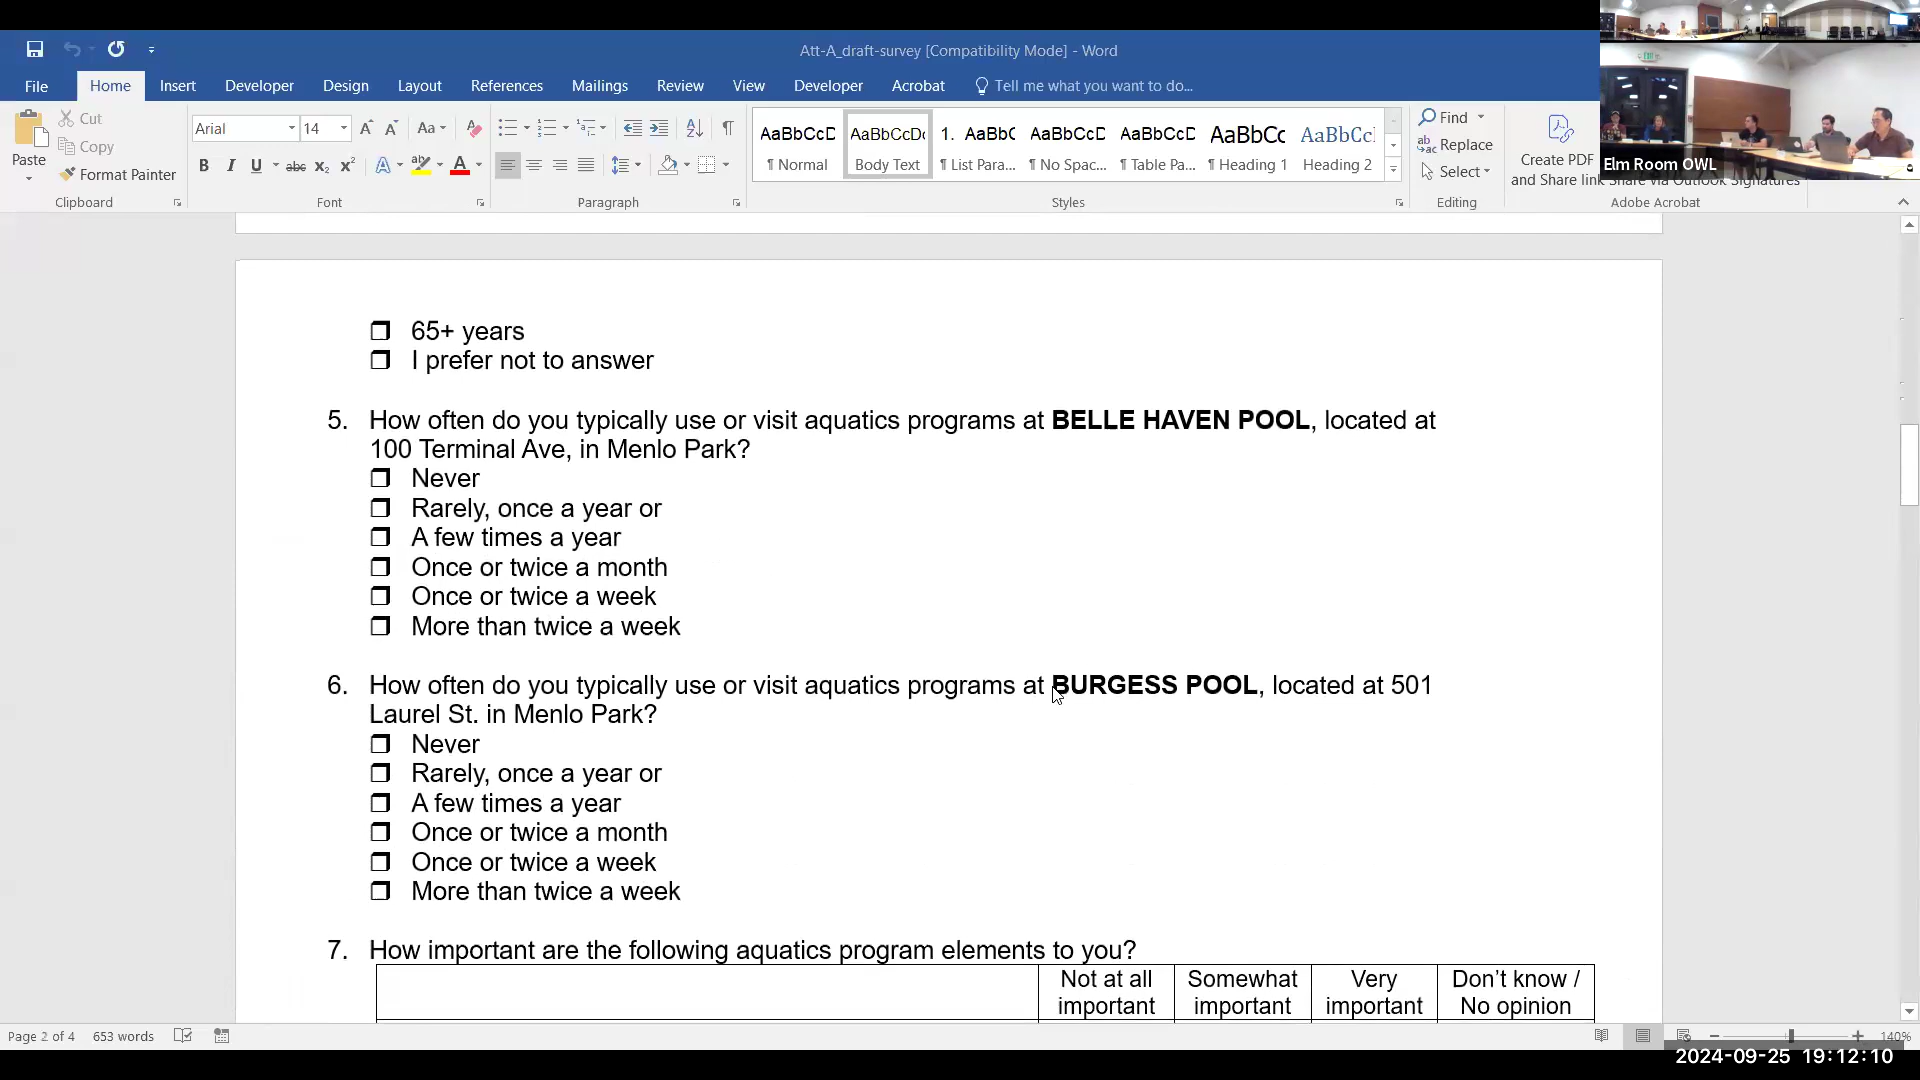 Att-A_draft-survey [Compatibility Mode] - Word
File Home Insert Developer Design Layout References Mailings Review View Developer Acrobat Tell me what you want to do...
Paste
Cut
Copy
Format Painter
Clipboard
Arial 14
Font
Paragraph
AaBbCcD AaBbCcDc 1. AaBbC AaBbCcD AaBbCcD AaBbCc AaBbCcl
¶ Normal Body Text ¶ List Para... ¶ No Spac... ¶ Table Pa... ¶ Heading 1 Heading 2
Styles
Find
Replace
Select
Editing
Create PDF
and Share link Share via Outlook Signatures
Adobe Acrobat
Elm Room OWL
65+ years
I prefer not to answer
5. How often do you typically use or visit aquatics programs at BELLE HAVEN POOL, located at
100 Terminal Ave, in Menlo Park?
Never
Rarely, once a year or
A few times a year
Once or twice a month
Once or twice a week
More than twice a week
6. How often do you typically use or visit aquatics programs at BURGESS POOL, located at 501
Laurel St. in Menlo Park?
Never
Rarely, once a year or
A few times a year
Once or twice a month
Once or twice a week
More than twice a week
7. How important are the following aquatics program elements to you?
Not at all important
Somewhat important
Very important
Don't know / No opinion
Page 2 of 4 653 words 140%
2024-09-25 19:12:10